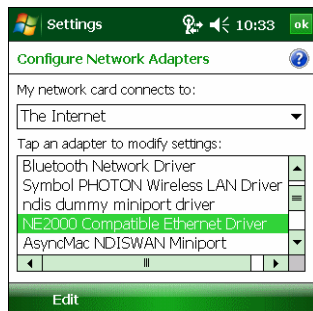 Settings
10:33
ok
Configure Network Adapters
?
My network card connects to:
The Internet
Tap an adapter to modify settings:
Bluetooth Network Driver
Symbol PHOTON Wireless LAN Driver
ndis dummy miniport driver
NE2000 Compatible Ethernet Driver
AsyncMac NDISWAN Miniport
Edit